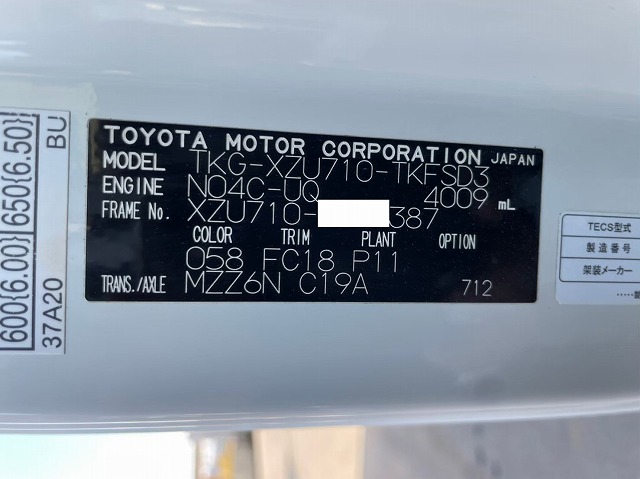 TOYOTA MOTOR CORPORATION JAPAN
MODEL TKG-XZU710-TKFSD3
ENGINE N04C-UQ 4009 mL
FRAME No. XZU710- 387
COLOR TRIM PLANT OPTION
058 FC18 P11
TRANS./AXLE MZZ6N C19A 712
600{6.00} 650{6.50}
BU
37A20
TECS型式
製造番号
架装メーカー